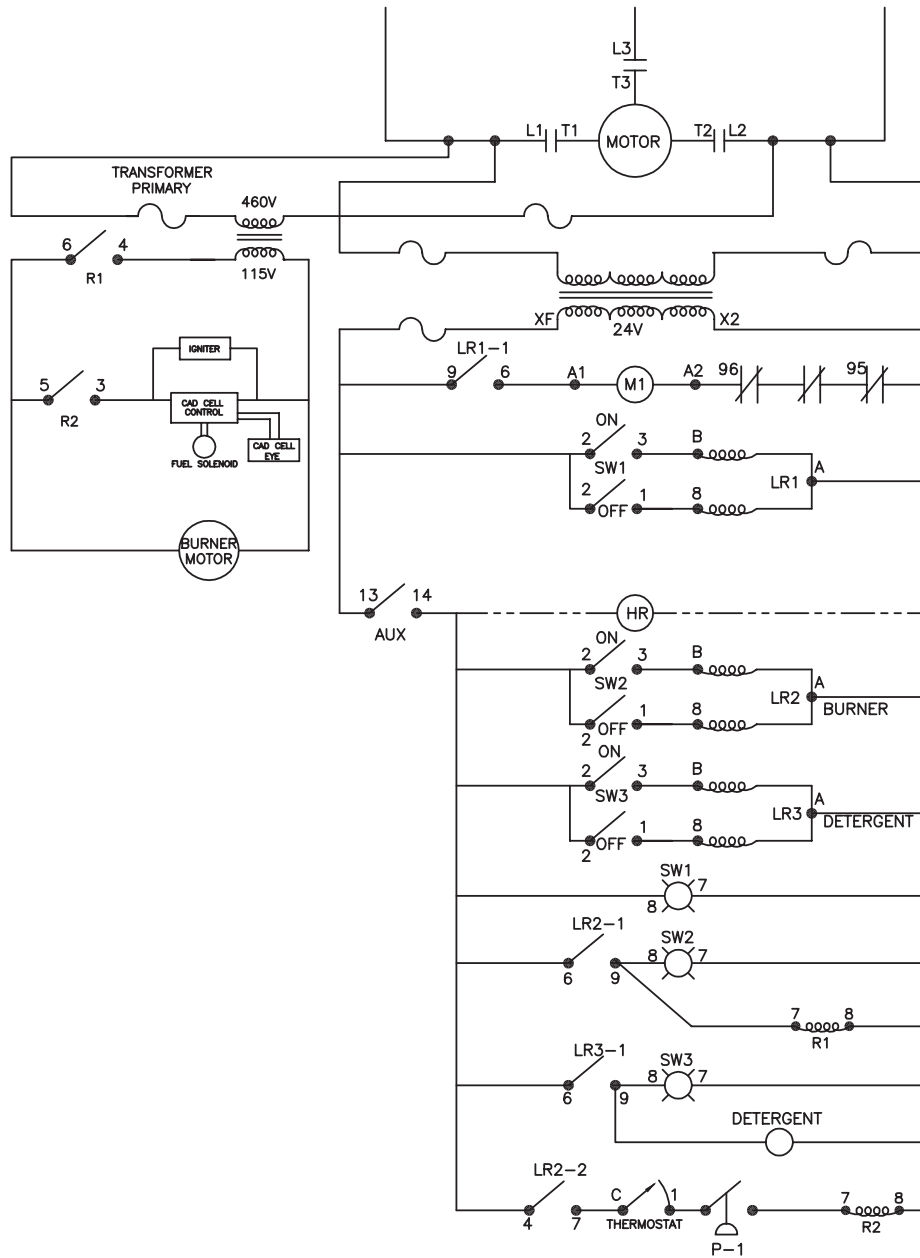 L3
T3
L1 T1 MOTOR T2 L2
TRANSFORMER
PRIMARY
460V
6 4
R1
115V
XF 24V X2
LR1-1
9 6 A1 M1 A2 96 95
IGNITER
5 3
R2
CAD CELL
CONTROL
FUEL SOLENOID
CAD CELL
EYE
ON
2 3 B
SW1
LR1 A
2 1 8
OFF
BURNER
MOTOR
13 14
AUX
HR
ON
2 3 B
SW2
LR2 A
BURNER
1 8
OFF
2
ON
2 3 B
SW3
LR3 A
DETERGENT
1 8
OFF
2
SW1
8 7
LR2-1
SW2
8 7
6 9
7 8
R1
LR3-1
SW3
8 7
6 9
DETERGENT
LR2-2
4 7
C 1
THERMOSTAT
P-1
7 8
R2